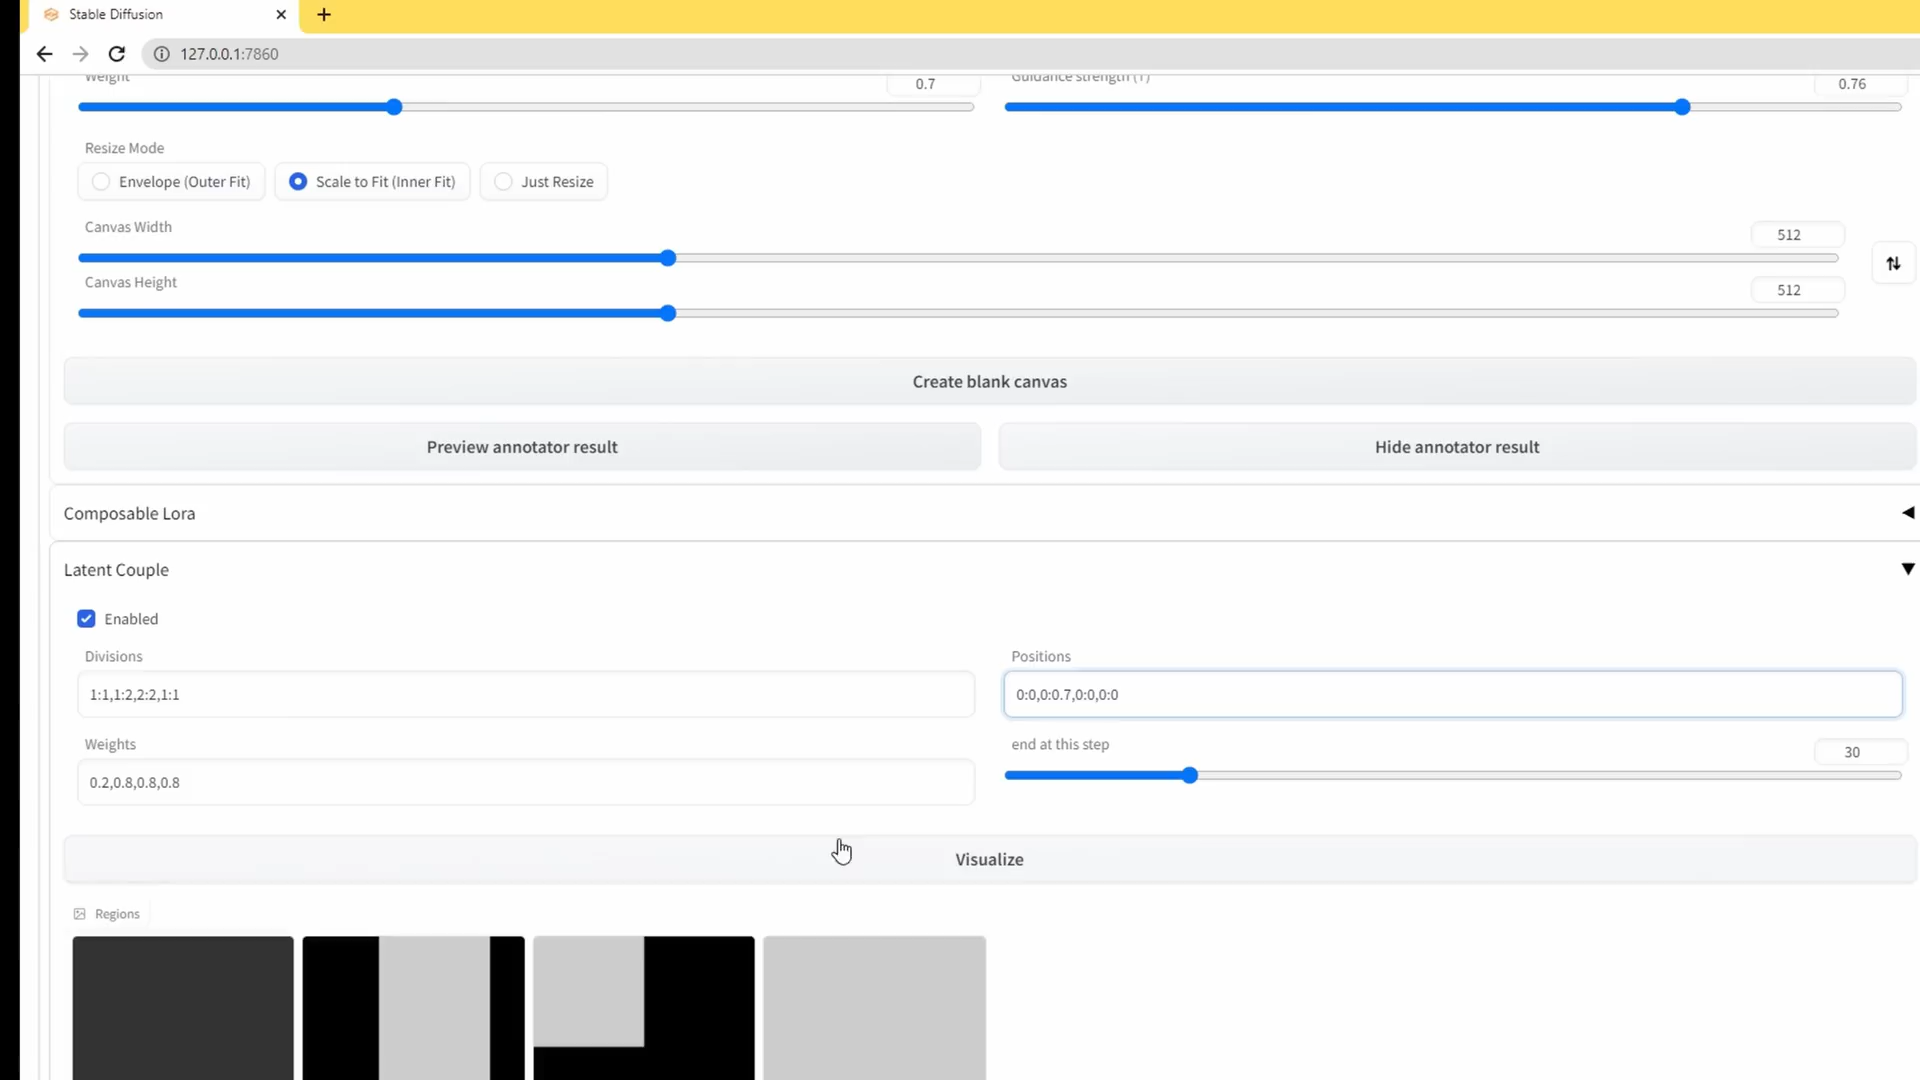 Stable Diffusion
127.0.0.1:7860
Weight
0.7
Guidance strength (T)
0.76
Resize Mode
Envelope (Outer Fit)
Scale to Fit (Inner Fit)
Just Resize
Canvas Width
512
Canvas Height
512
Create blank canvas
Preview annotator result
Hide annotator result
Composable Lora
Latent Couple
Enabled
Divisions
Positions
1:1,1:2,2:2,1:1
0:0,0:0.7,0:0,0:0
Weights
end at this step
30
0.2,0.8,0.8,0.8
Visualize
Regions